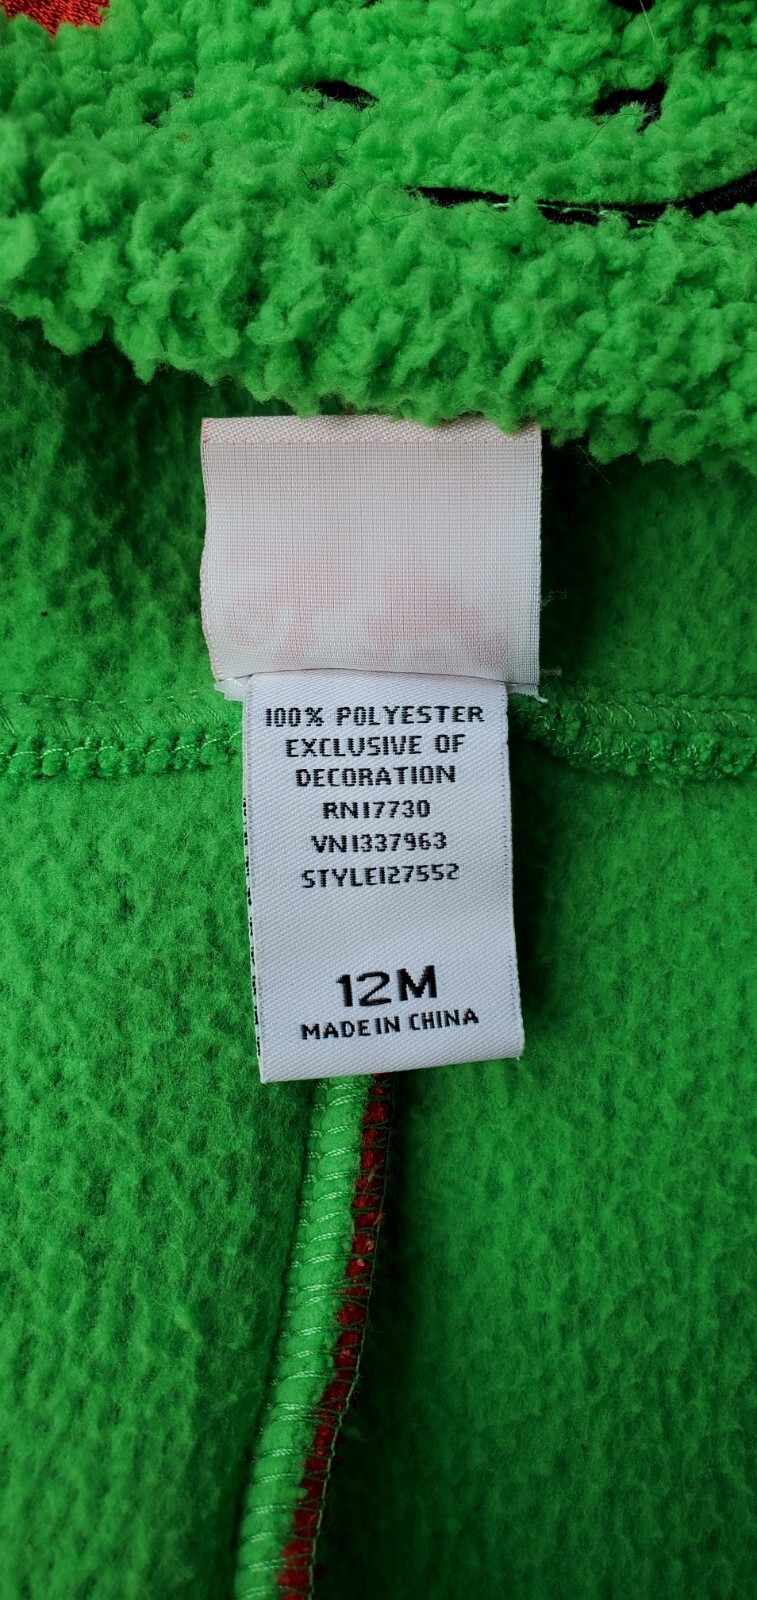 100% POLYESTER
EXCLUSIVE OF
DECORATION
RN17730
VN1337963
STYLE127552
12M
MADE IN CHINA